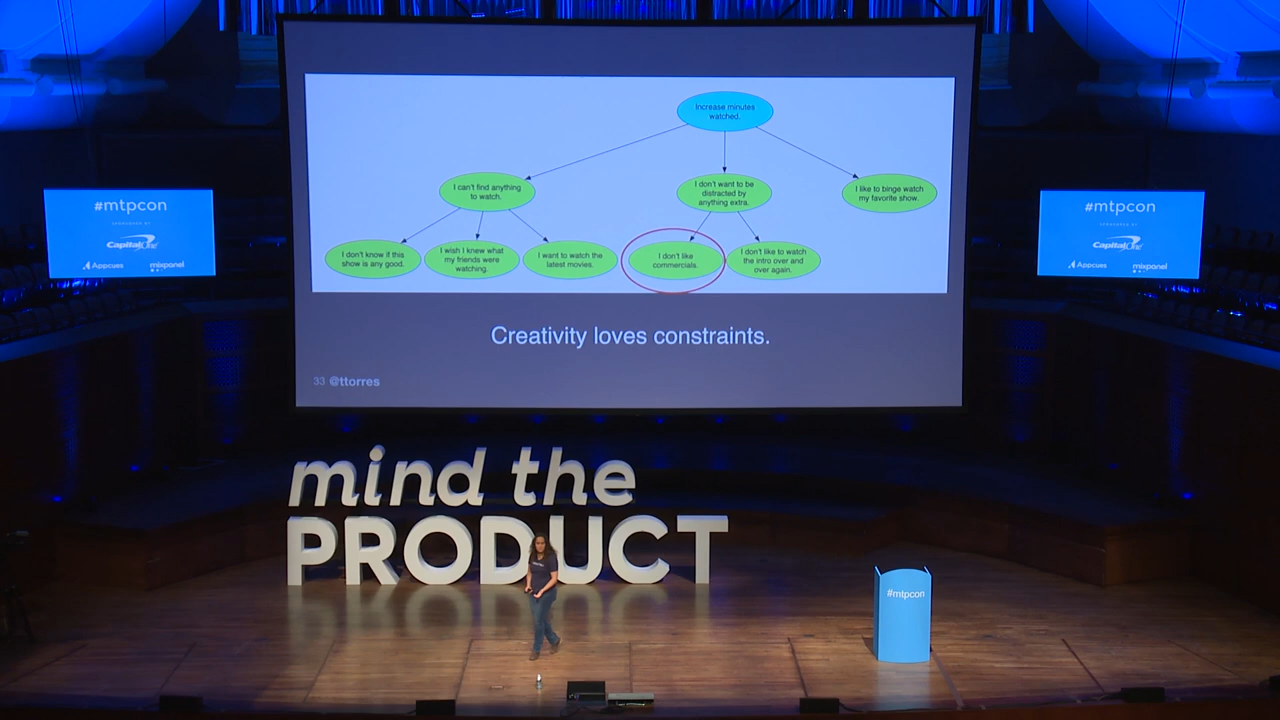 Increase minutes
watched.
I can't find anything
to watch.
I don't want to be
distracted by
anything extra.
I like to binge watch
my favorite show.
I don't know if this
show is any good.
I wish I knew what
my friends were
watching.
I want to watch the
latest movies.
I don't like
commercials.
I don't like to watch
the intro over and
over again.
Creativity loves constraints.
33 @ttorres
#mtpcon
SPONSORED BY
Capital One
Appcues
mixpanel
#mtpcon
SPONSORED BY
Capital One
Appcues
mixpanel
mind the
PRODUCT
#mtpcon